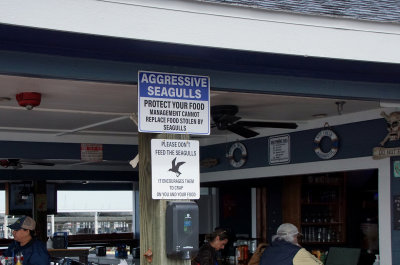 AGGRESSIVE
SEAGULLS
PROTECT YOUR FOOD
MANAGEMENT CANNOT
REPLACE FOOD STOLEN BY
SEAGULLS
PLEASE DON'T
FEED THE SEAGULLS
IT ENCOURAGES THEM TO CRAP
ON YOU AND YOUR FOOD